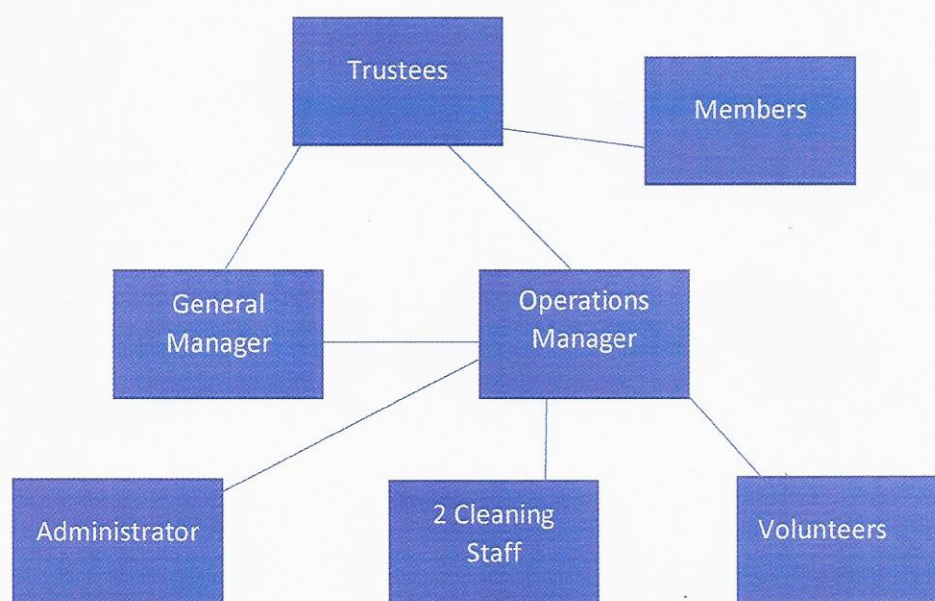 Trustees
Members
General
Manager
Operations
Manager
Administrator
2 Cleaning
Staff
Volunteers